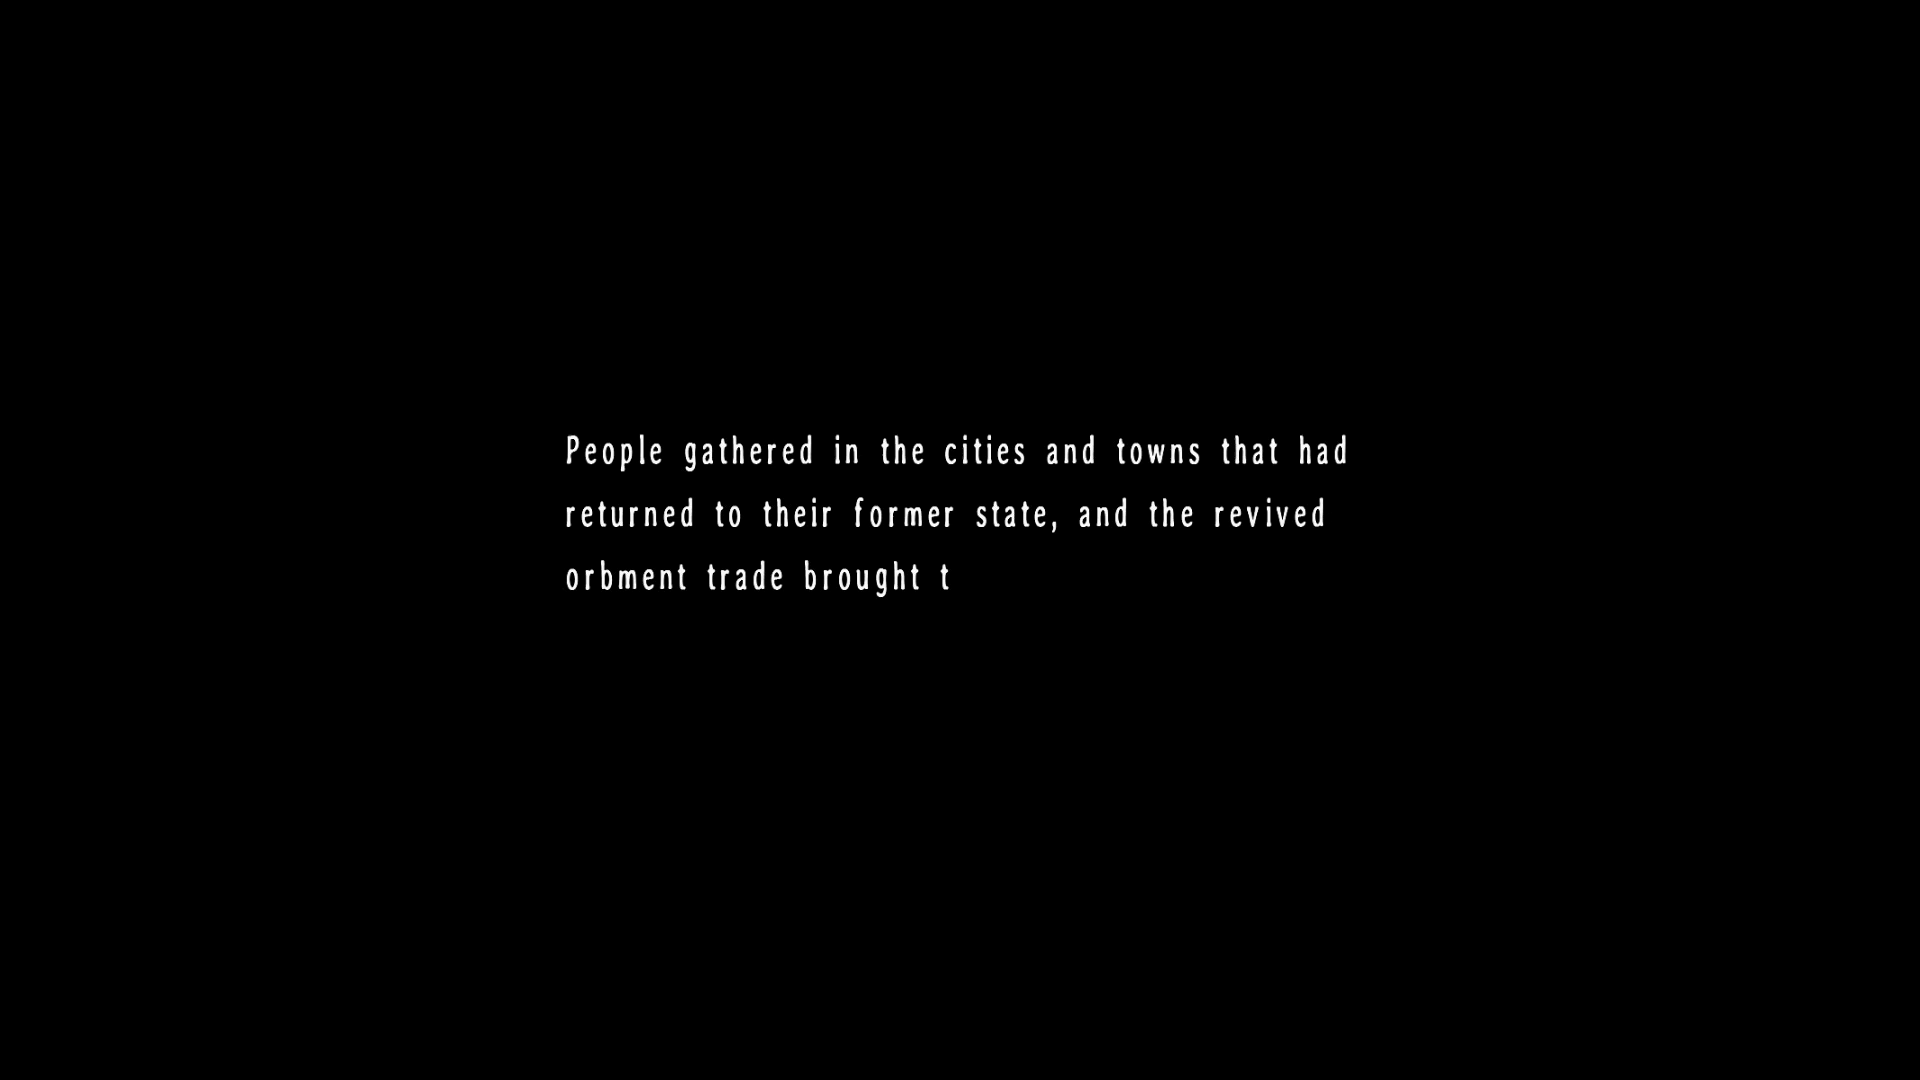 People gathered in the cities and towns that had
returned to their former state, and the revived
orbment trade brought t